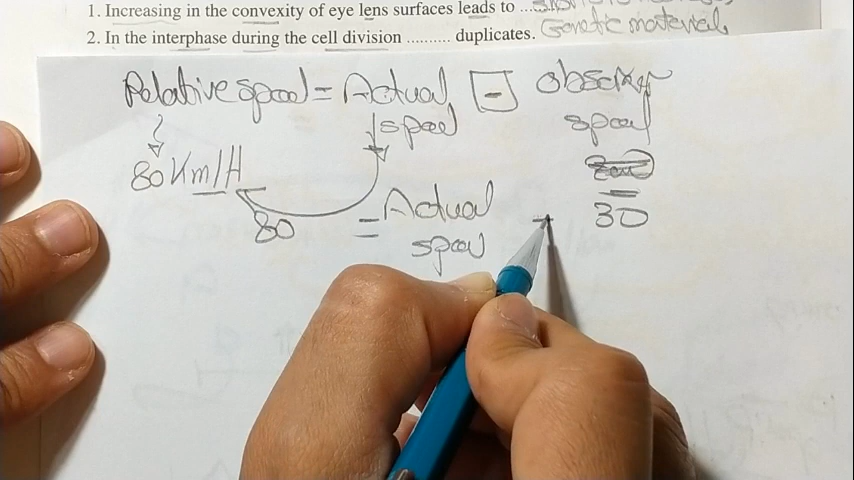 1. Increasing in the convexity of eye lens surfaces leads to ...
2. In the interphase during the cell division .......... duplicates. Genetic material
Relative speed = Actual speed - observer speed
80 Km/H
80 = Actual speed - 30